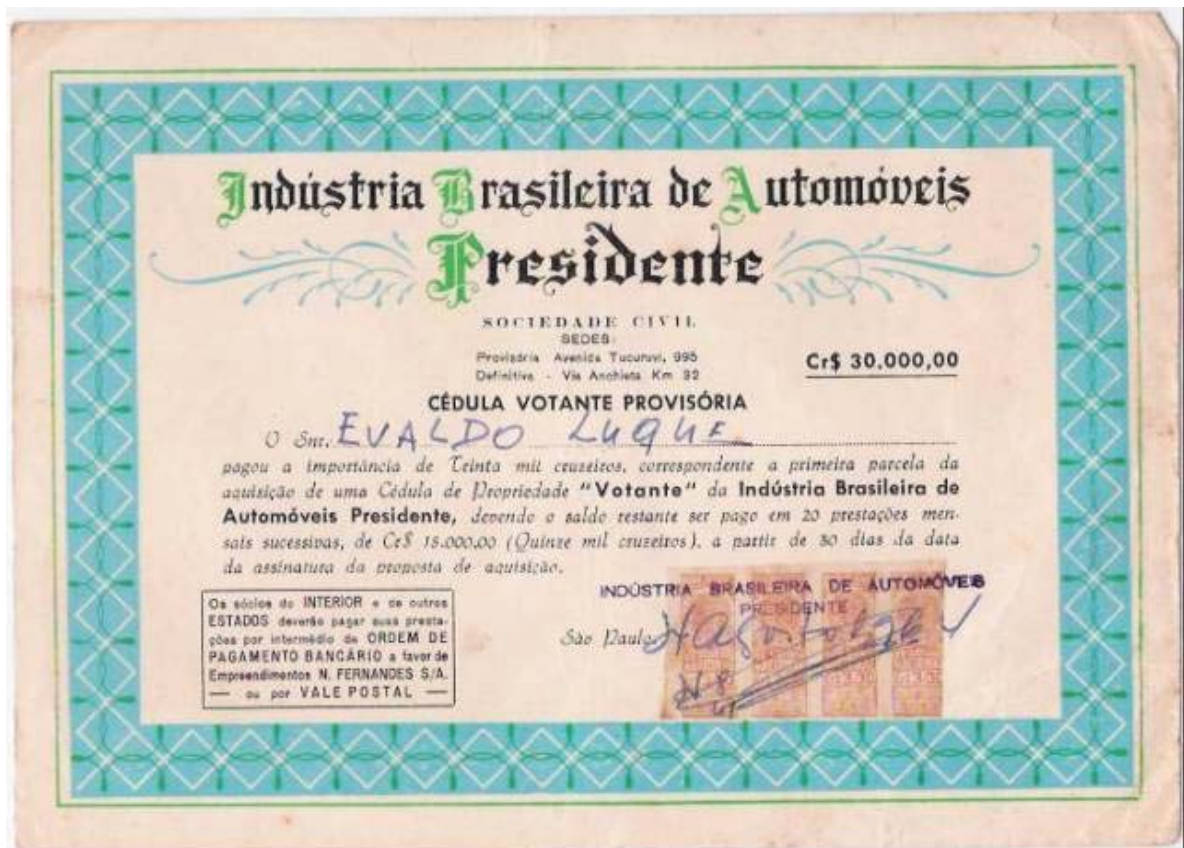 Indústria Brasileira de Automóveis
Presidente
SOCIEDADE CIVIL
SEDES:
Provisória Avenida Tucuruvi, 995
Definitiva - Via Anchieta Km 32
Cr$ 30.000,00
CÉDULA VOTANTE PROVISÓRIA
O Snr. EVALDO LUQUE
pagou a importância de Trinta mil cruzeiros, correspondente a primeira parcela da
aquisição de uma Cédula de Propriedade "Votante" da Indústria Brasileira de
Automóveis Presidente, devendo o saldo restante ser pago em 20 prestações men-
sais sucessivas, de Cr$ 15.000,00 (Quinze mil cruzeiros), a partir de 30 dias da data
da assinatura da proposta de aquisição.
Os sócios do INTERIOR e de outros
ESTADOS deverão pagar suas presta-
ções por intermédio de ORDEM DE
PAGAMENTO BANCÁRIO a favor de
Empreendimentos N. FERNANDES S/A.
— ou por VALE POSTAL —
INDÚSTRIA BRASILEIRA DE AUTOMÓVEIS
PRESIDENTE
São Paulo,